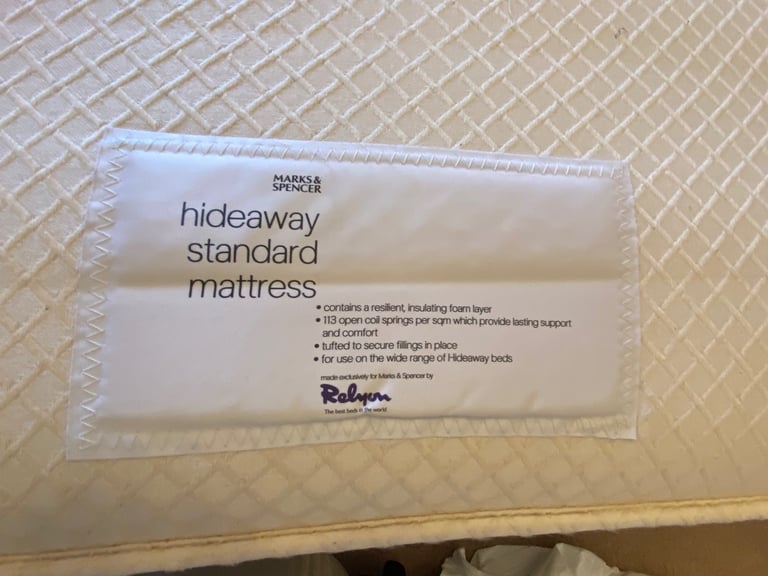 MARKS &
SPENCER
hideaway
standard
mattress
• contains a resilient, insulating foam layer
• 113 open coil springs per sqm which provide lasting support
and comfort
• tufted to secure fillings in place
• for use on the wide range of Hideaway beds
made exclusively for Marks & Spencer by
Relyon
The best beds in the world